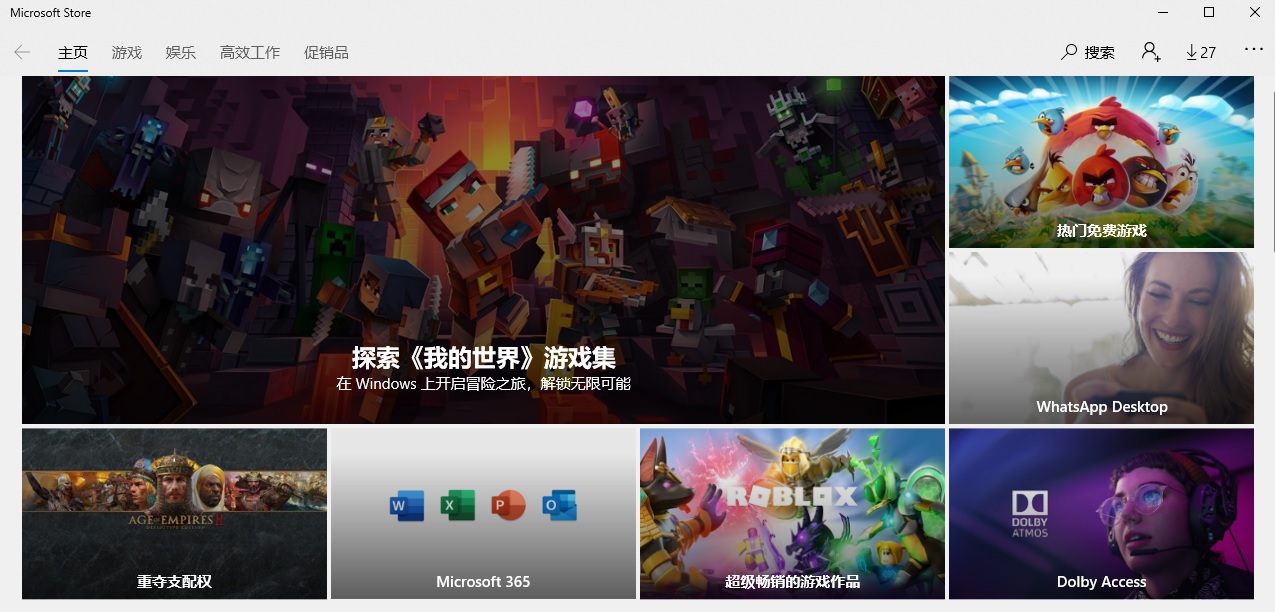 Microsoft Store
主页 游戏 娱乐 高效工作 促销品 搜索 27
探索《我的世界》游戏集
在 Windows 上开启冒险之旅，解锁无限可能
热门免费游戏
WhatsApp Desktop
AGE of EMPIRES II
DEFINITIVE EDITION
重夺支配权
W X P O
Microsoft 365
ROBLOX
超级畅销的游戏作品
DOLBY
ATMOS
Dolby Access